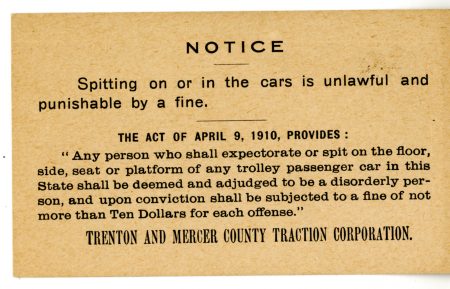 NOTICE
Spitting on or in the cars is unlawful and
punishable by a fine.
THE ACT OF APRIL 9, 1910, PROVIDES:
"Any person who shall expectorate or spit on the floor,
side, seat or platform of any trolley passenger car in this
State shall be deemed and adjudged to be a disorderly per-
son, and upon conviction shall be subjected to a fine of not
more than Ten Dollars for each offense."
TRENTON AND MERCER COUNTY TRACTION CORPORATION.